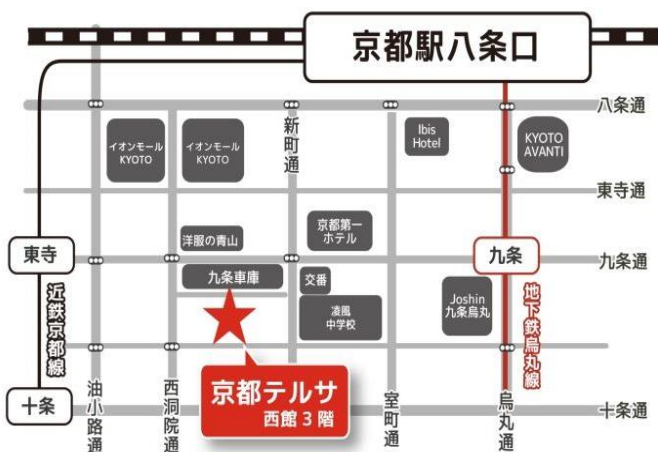 京都駅八条口
八条通
新町通
イオンモール
KYOTO
イオンモール
KYOTO
Ibis
Hotel
KYOTO
AVANTI
東寺通
洋服の青山
京都第一
ホテル
東寺
九条
九条通
九条車庫
交番
近鉄京都線
凌風
中学校
Joshin
九条烏丸
地下鉄烏丸線
京都テルサ
西館3階
十条
油小路通
西洞院通
室町通
烏丸通
十条通